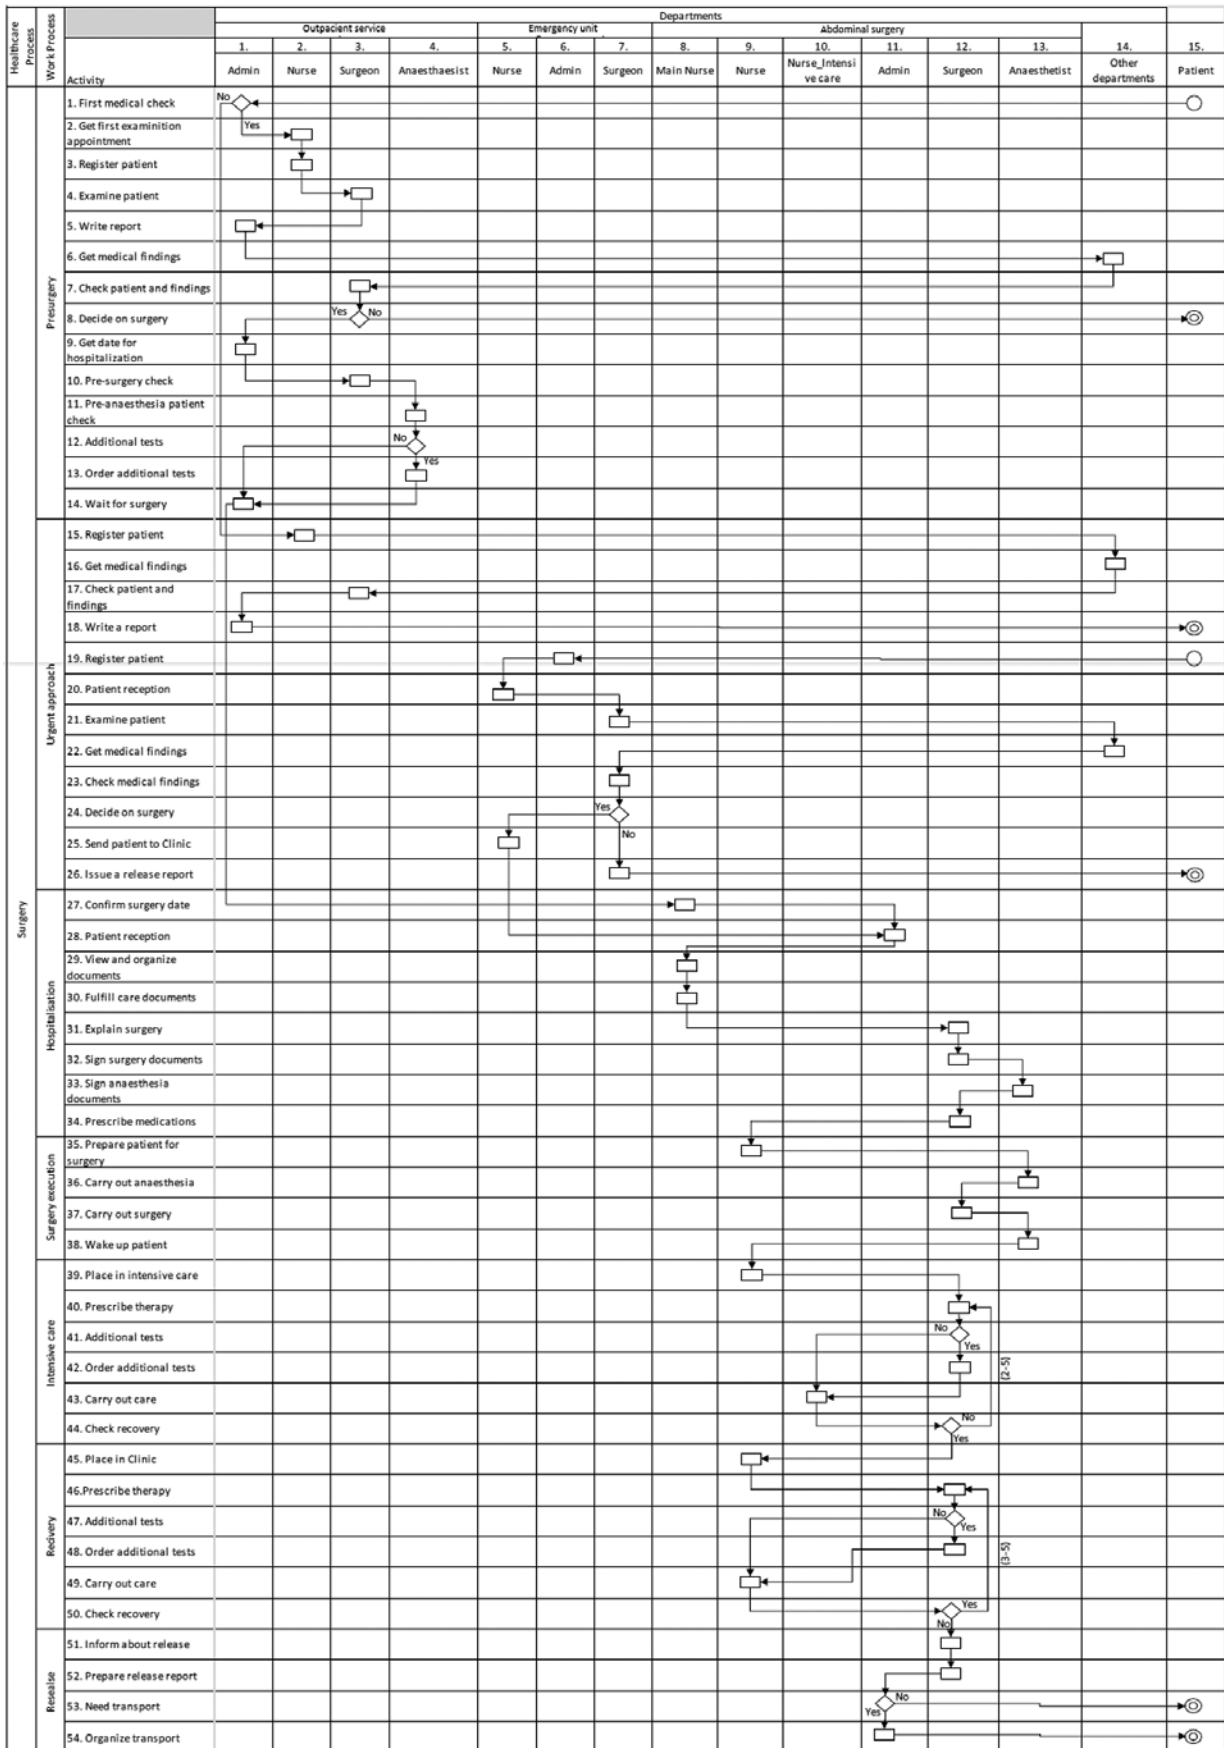 Departments
Healthcare Process
Work Process
Outpacient service
Emergency unit
Abdominal surgery
1.
2.
3.
4.
5.
6.
7.
8.
9.
10.
11.
12.
13.
14.
15.
Activity
Admin
Nurse
Surgeon
Anaesthaesist
Nurse
Admin
Surgeon
Main Nurse
Nurse
Nurse_Intensi
ve care
Admin
Surgeon
Anaesthetist
Other
departments
Patient
Surgery
Presurgery
1. First medical check
No
Yes
2. Get first examinition
appointment
3. Register patient
4. Examine patient
5. Write report
6. Get medical findings
7. Check patient and findings
8. Decide on surgery
Yes
No
9. Get date for
hospitalization
10. Pre-surgery check
11. Pre-anaesthesia patient
check
12. Additional tests
No
Yes
13. Order additional tests
14. Wait for surgery
Urgent approach
15. Register patient
16. Get medical findings
17. Check patient and
findings
18. Write a report
19. Register patient
20. Patient reception
21. Examine patient
22. Get medical findings
23. Check medical findings
24. Decide on surgery
Yes
No
25. Send patient to Clinic
26. Issue a release report
Hospitalisation
27. Confirm surgery date
28. Patient reception
29. View and organize
documents
30. Fulfill care documents
31. Explain surgery
32. Sign surgery documents
33. Sign anaesthesia
documents
34. Prescribe medications
Surgery execution
35. Prepare patient for
surgery
36. Carry out anaesthesia
37. Carry out surgery
38. Wake up patient
Intensive care
39. Place in intensive care
40. Prescribe therapy
41. Additional tests
No
Yes
42. Order additional tests
(2-5)
43. Carry out care
44. Check recovery
No
Yes
Redivery
45. Place in Clinic
46.Prescribe therapy
47. Additional tests
No
Yes
48. Order additional tests
(3-5)
49. Carry out care
50. Check recovery
Yes
No
Resealse
51. Inform about release
52. Prepare release report
53. Need transport
No
Yes
54. Organize transport